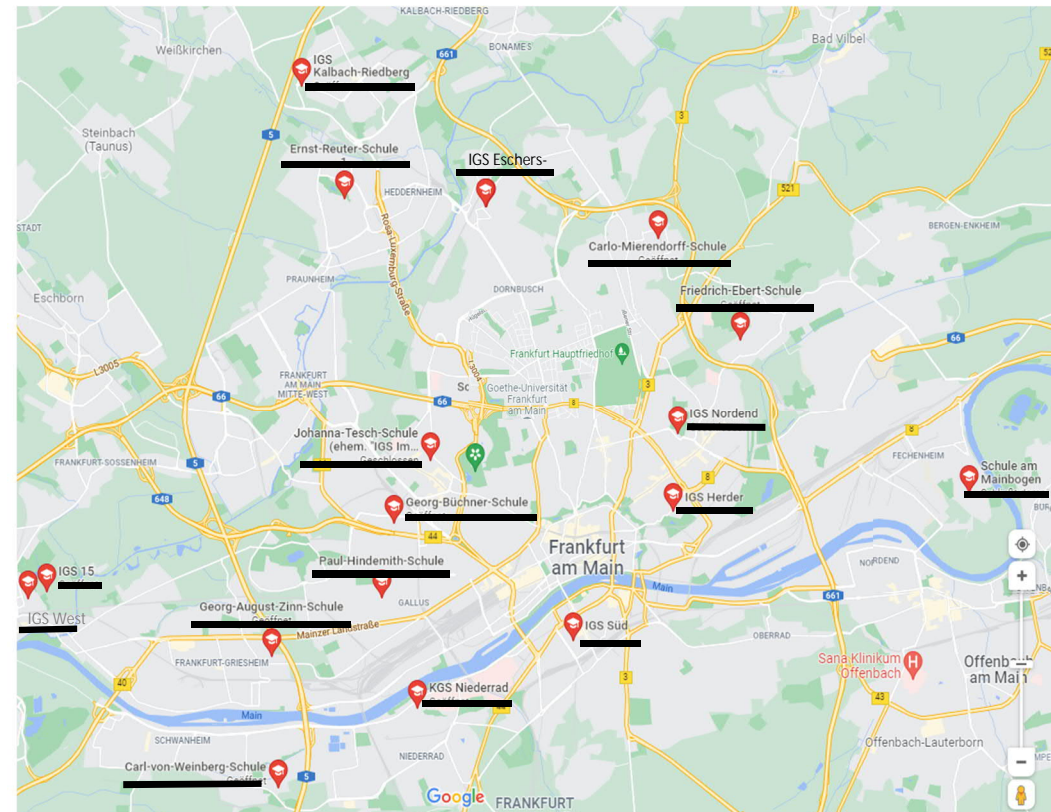 KALBACH-RIEDBERG
Weißkirchen
BONAMES
Bad Vilbel
661
IGS
Kalbach-Riedberg
3
5
Steinbach
(Taunus)
Ernst-Reuter-Schule
IGS Eschers-
HEDDERNHEIM
521
STADT
Rosa-Luxemburg-Straße
BERGEN-ENKHEIM
Carlo-Mierendorff-Schule
PRAUNHEIM
DORNBUSCH
Friedrich-Ebert-Schule
Eschborn
66
Frankfurt Hauptfriedhof
L3005
L3004
FRANKFURT
AM MAIN
MITTE-WEST
66
Sc
Goethe-Universität
Frankfurt
am Main
3
66
8
IGS Nordend
Johanna-Tesch-Schule
(ehem. "IGS Im...
Geschlossen
8
FECHENHEIM
FRANKFURT-SOSSENHEIM
5
Schule am
Mainbogen
8
648
IGS Herder
Georg-Büchner-Schule
44
Frankfurt
am Main
Paul-Hindemith-Schule
IGS 15
Main
661
GALLUS
IGS West
Georg-August-Zinn-Schule
Mainzer Landstraße
IGS Süd
OBERRAD
FRANKFURT-GRIESHEIM
Sana Klinikum
Offenbach
Offenbach
am Main
3
40
KGS Niederrad
43
Main
SCHWANHEIM
NIEDERRAD
Offenbach-Lauterborn
Carl-von-Weinberg-Schule
5
Google
FRANKFURT